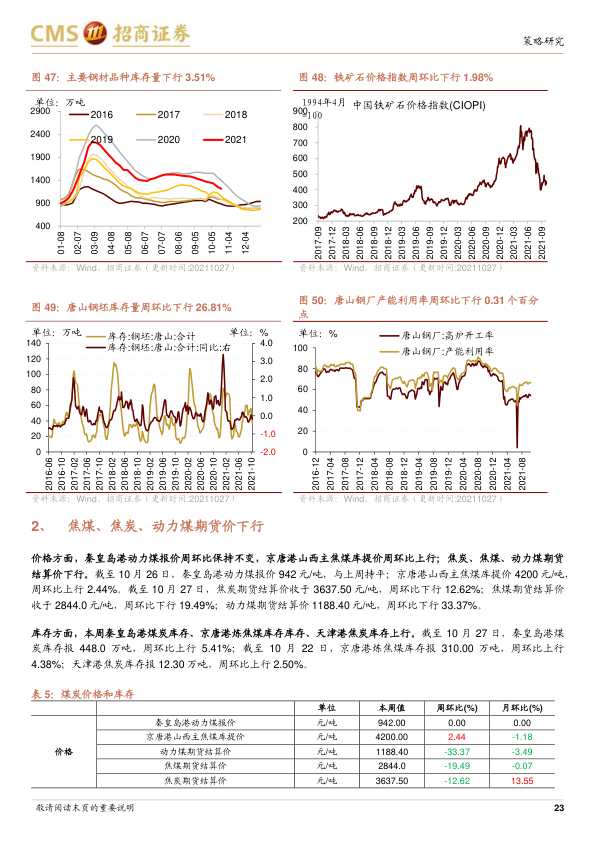 CMS 招商证券
策略研究
图 47：主要钢材品种库存量下行 3.51%
图 48：铁矿石价格指数周环比下行 1.98%
单位：万吨
2016 2017 2018
2019 2020 2021
2900
2400
1900
1400
900
400
01-08 02-07 03-09 04-08 05-08 06-07 07-07 08-06 09-05 10-05 11-04 12-04
1994年4月
=100
中国铁矿石价格指数(CIOPI)
900
800
700
600
500
400
300
200
2017-09 2017-12 2018-03 2018-06 2018-09 2018-12 2019-03 2019-06 2019-09 2019-12 2020-03 2020-06 2020-09 2020-12 2021-03 2021-06 2021-09
资料来源：Wind、招商证券（更新时间:20211027）
资料来源：Wind、招商证券（更新时间:20211027）
图 49：唐山钢坯库存量周环比下行 26.81%
图 50：唐山钢厂产能利用率周环比下行 0.31 个百分
点
单位：万吨
库存:钢坯:唐山:合计
库存:钢坯:唐山:合计:同比:右
单位：%
140
120
100
80
60
40
20
0
4.0
3.0
2.0
1.0
0.0
-1.0
-2.0
2016-06 2016-10 2017-02 2017-06 2017-10 2018-02 2018-06 2018-10 2019-02 2019-06 2019-10 2020-02 2020-06 2020-10 2021-02 2021-06 2021-10
单位：%
唐山钢厂:高炉开工率
唐山钢厂:产能利用率
100
80
60
40
20
0
2016-12 2017-04 2017-08 2017-12 2018-04 2018-08 2018-12 2019-04 2019-08 2019-12 2020-04 2020-08 2020-12 2021-04 2021-08
资料来源：Wind、招商证券（更新时间:20211027）
资料来源：Wind、招商证券（更新时间:20211027）
2、 焦煤、焦炭、动力煤期货价下行
价格方面，秦皇岛港动力煤报价周环比保持不变，京唐港山西主焦煤库提价周环比上行；焦炭、焦煤、动力煤期货
结算价下行。截至 10 月 26 日，秦皇岛港动力煤报价 942 元/吨，与上周持平；京唐港山西主焦煤库提价 4200 元/吨，
周环比上行 2.44%。截至 10 月 27 日，焦炭期货结算价收于 3637.50 元/吨，周环比下行 12.62%；焦煤期货结算价
收于 2844.0 元/吨，周环比下行 19.49%；动力煤期货结算价 1188.40 元/吨，周环比下行 33.37%。
库存方面，本周秦皇岛港煤炭库存、京唐港炼焦煤库存库存、天津港焦炭库存上行。截至 10 月 27 日，秦皇岛港煤
炭库存报 448.0 万吨，周环比上行 5.41%；截至 10 月 22 日，京唐港炼焦煤库存报 310.00 万吨，周环比上行
4.38%；天津港焦炭库存报 12.30 万吨，周环比上行 2.50%。
表 5：煤炭价格和库存
单位 本周值 周环比(%) 月环比(%)
价格
秦皇岛港动力煤报价 元/吨 942.00 0.00 0.00
京唐港山西主焦煤库提价 元/吨 4200.00 2.44 -1.18
动力煤期货结算价 元/吨 1188.40 -33.37 -3.49
焦煤期货结算价 元/吨 2844.0 -19.49 -0.07
焦炭期货结算价 元/吨 3637.50 -12.62 13.55
敬请阅读末页的重要说明
23